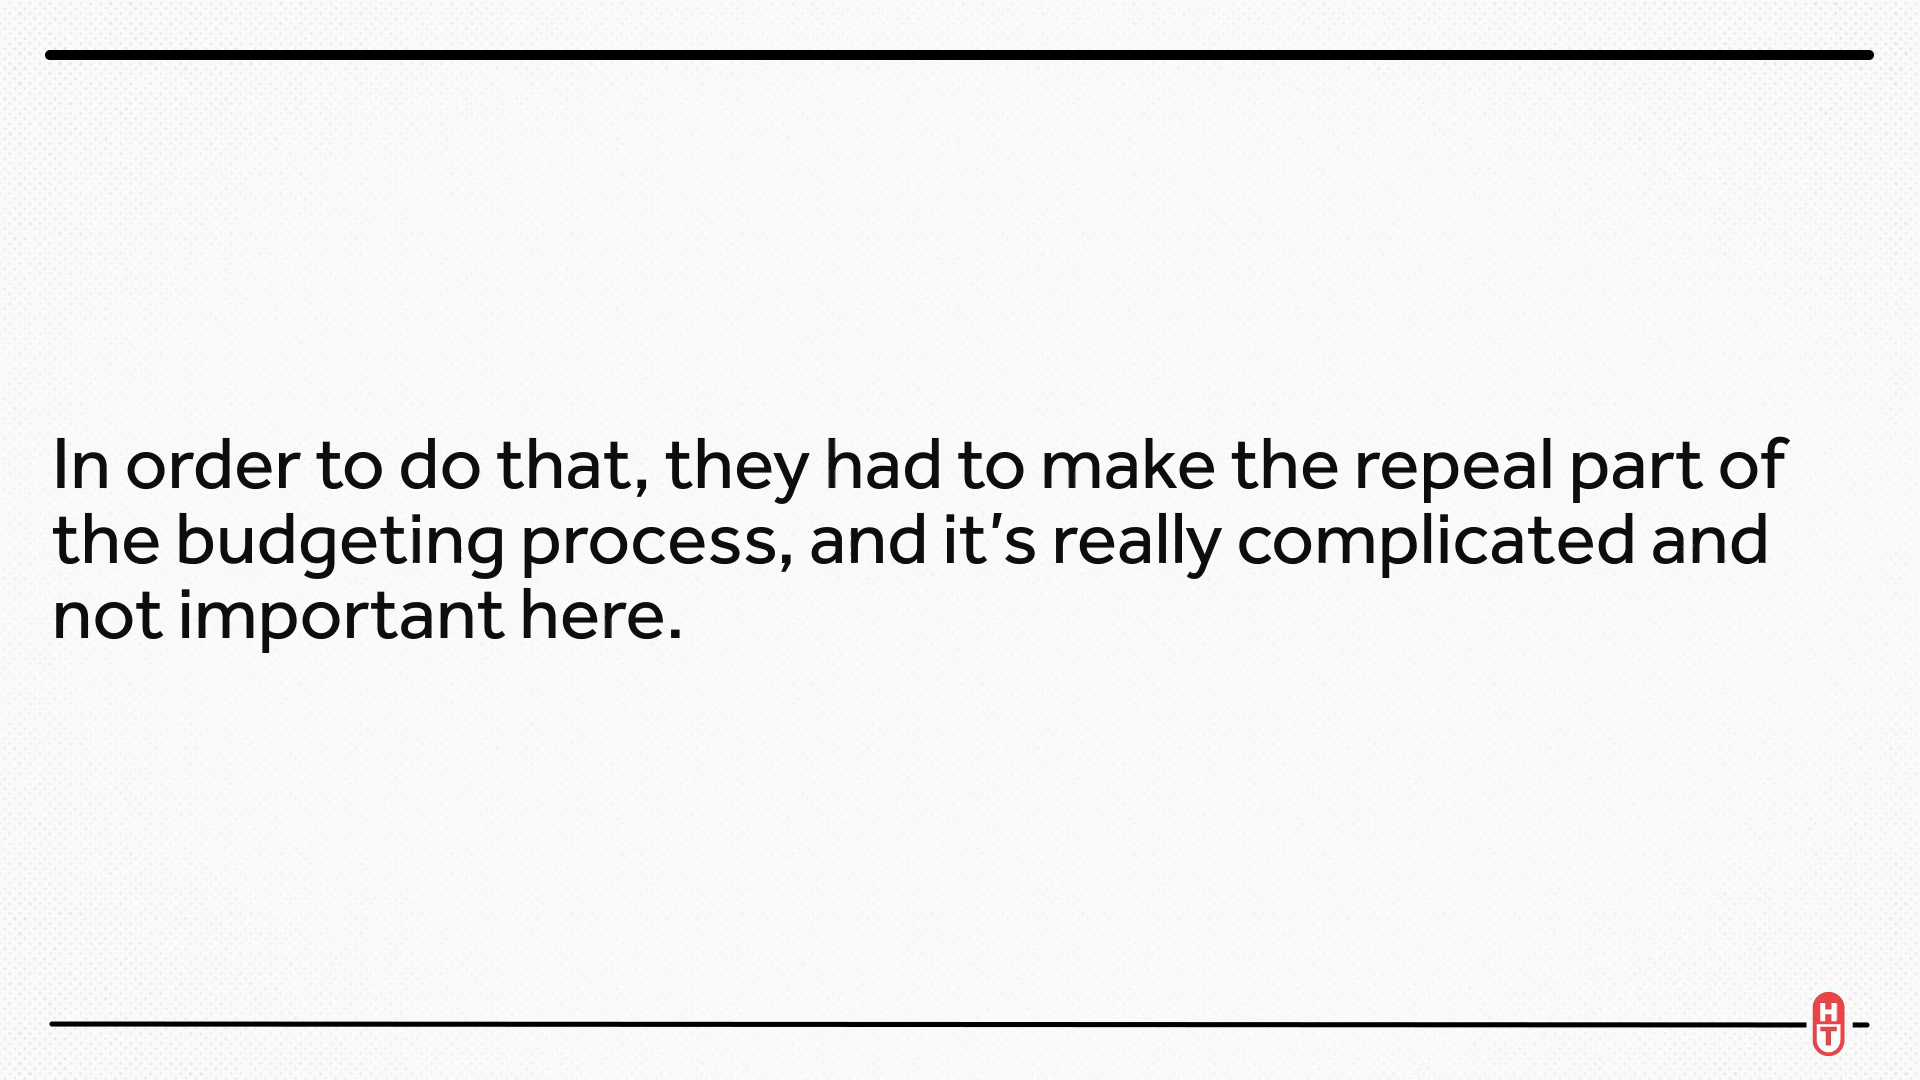 In order to do that, they had to make the repeal part of
the budgeting process, and it's really complicated and
not important here.
H
T